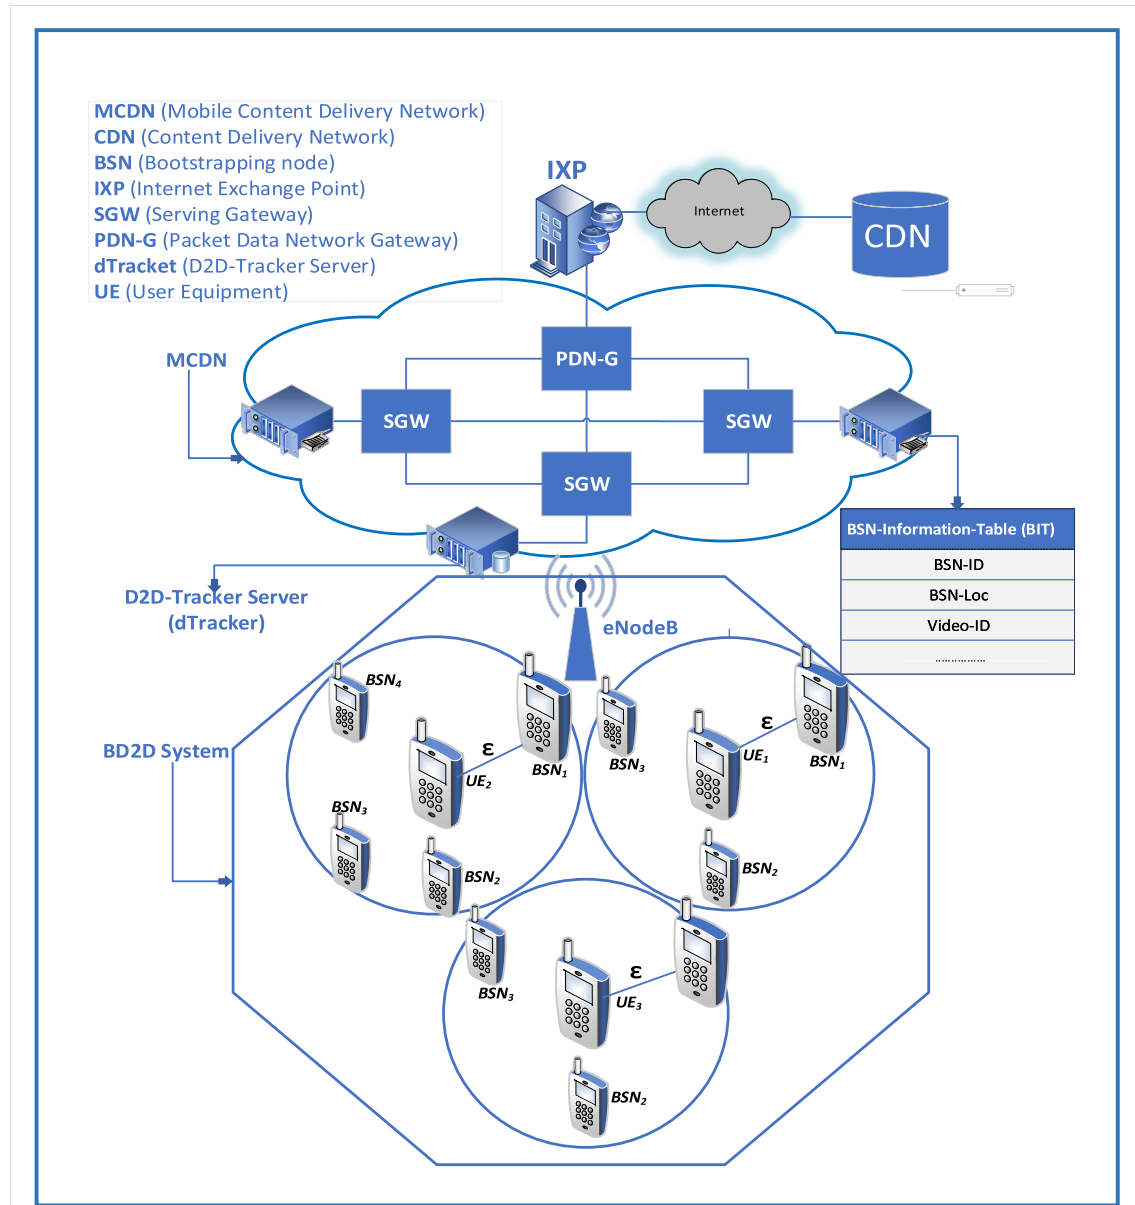 MCDN (Mobile Content Delivery Network)
CDN (Content Delivery Network)
BSN (Bootstrapping node)
IXP (Internet Exchange Point)
SGW (Serving Gateway)
PDN-G (Packet Data Network Gateway)
dTracket (D2D-Tracker Server)
UE (User Equipment)
IXP
Internet
CDN
MCDN
PDN-G
SGW
SGW
SGW
BSN-Information-Table (BIT)
BSN-ID
BSN-Loc
Video-ID
...............
D2D-Tracker Server
(dTracker)
eNodeB
BD2D System
BSN4
ε
UE2
BSN1
BSN3
BSN2
BSN3
ε
UE1
BSN1
BSN2
BSN3
ε
UE3
BSN2